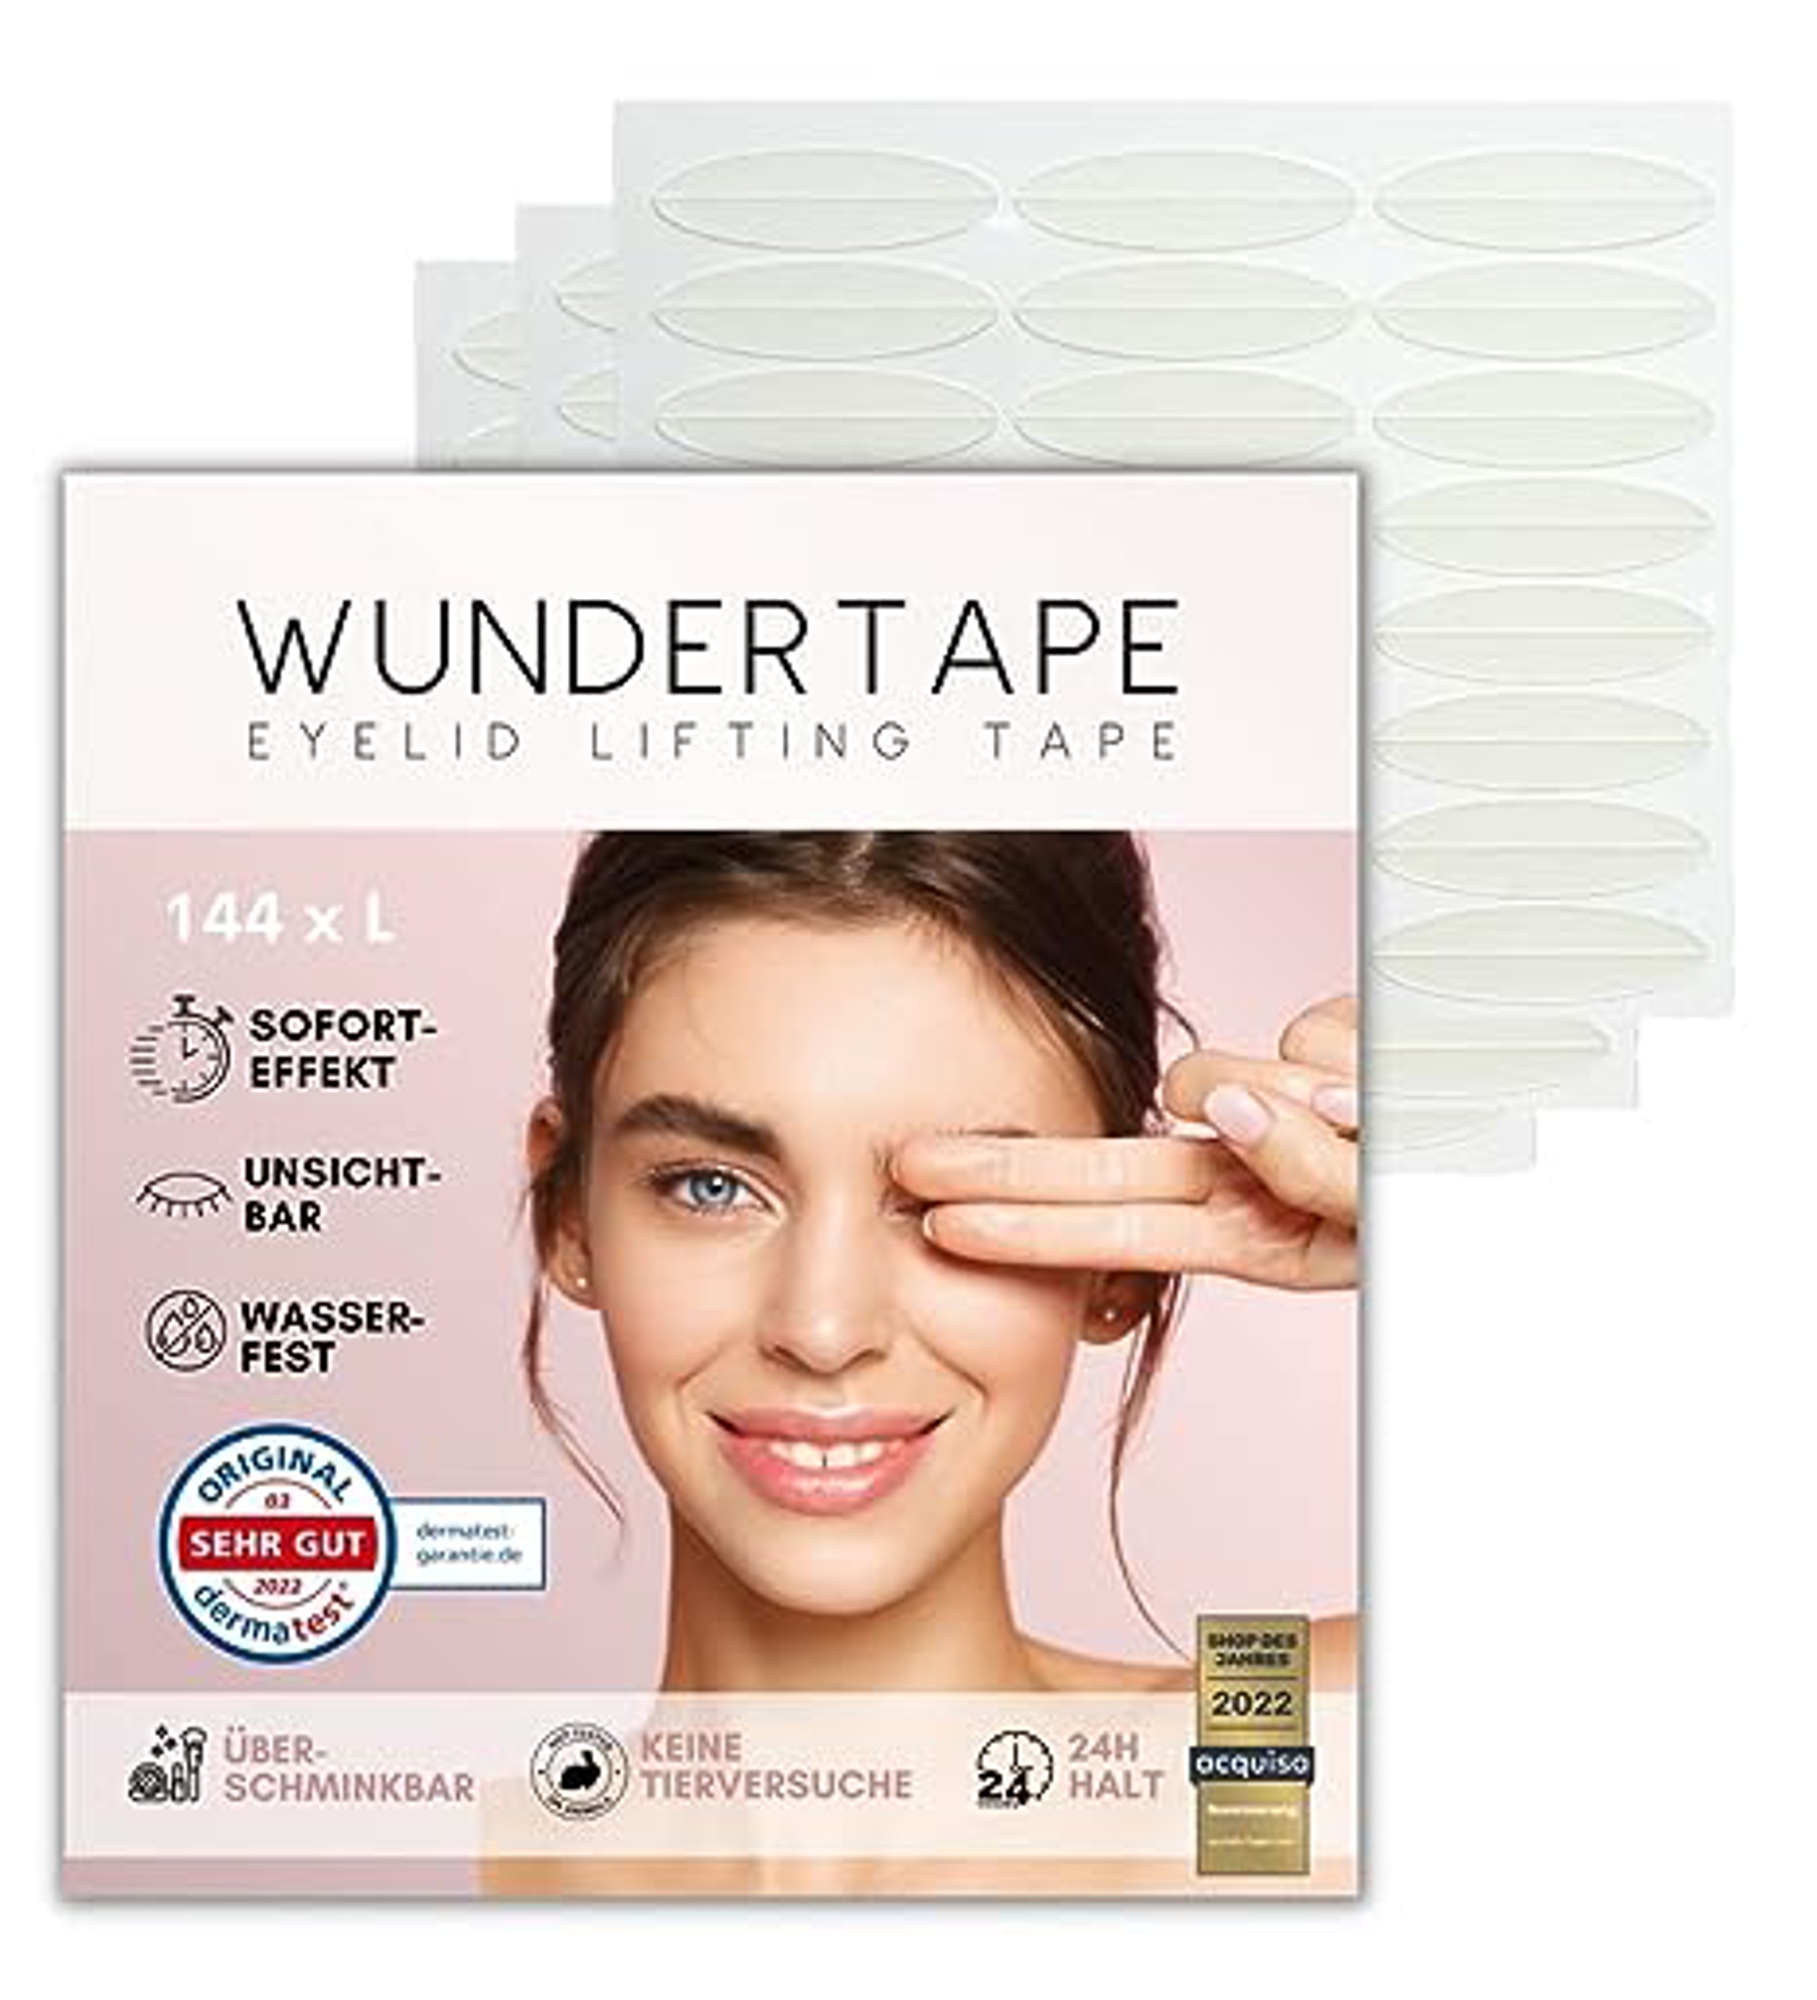 WUNDERTAPE
EYELID LIFTING TAPE
144 x L
SOFORT-
EFFEKT
UNSICHT-
BAR
WASSER-
FEST
ORIGINAL
03
SEHR GUT
2022
dermatest®
dermatest-
garantie.de
SHOP DES
JAHRES
2022
acquisa
ÜBER-
SCHMINKBAR
KEINE
TIERVERSUCHE
24
24H
HALT